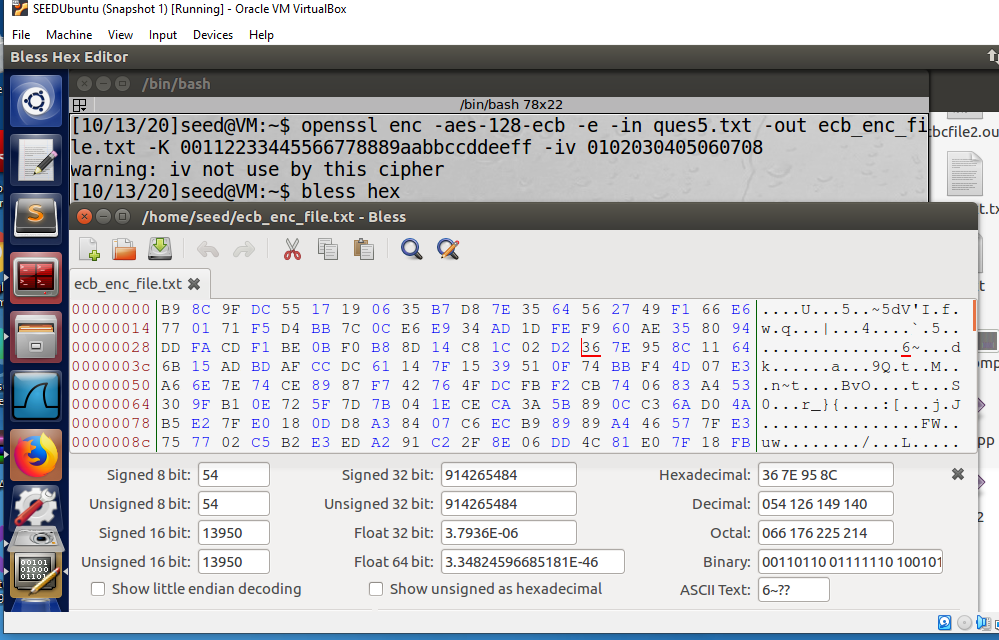 SEEDUbuntu (Snapshot 1) [Running] - Oracle VM VirtualBox
File Machine View Input Devices Help
Bless Hex Editor
/bin/bash
/bin/bash 78x22
[10/13/20]seed@VM:~$ openssl enc -aes-128-ecb -e -in ques5.txt -out ecb_enc_fi
le.txt -K 00112233445566778889aabbccddeeff -iv 0102030405060708
warning: iv not use by this cipher
[10/13/20]seed@VM:~$ bless hex
/home/seed/ecb_enc_file.txt - Bless
ecb_enc_file.txt
00000000 B9 8C 9F DC 55 17 19 06 35 B7 D8 7E 35 64 56 27 49 F1 66 E6 ....U...5..~5dV'I.f.
00000014 77 01 71 F5 D4 BB 7C 0C E6 E9 34 AD 1D FE F9 60 AE 35 80 94 w.q...|...4....`.5..
00000028 DD FA CD F1 BE 0B F0 B8 8D 14 C8 1C 02 D2 36 7E 95 8C 11 64 ..............6~...d
0000003c 6B 15 AD BD AF CC DC 61 14 7F 15 39 51 0F 74 BB F4 4D 07 E3 k......a...9Q.t..M..
00000050 A6 6E 7E 74 CE 89 87 F7 42 76 4F DC FB F2 CB 74 06 83 A4 53 .n~t....BvO....t...S
00000064 30 9F B1 0E 72 5F 7D 7B 04 1E CE CA 3A 5B 89 0C C3 6A D0 4A 0...r_}{....:[...j.J
00000078 B5 E2 7F E0 18 0D D8 A3 84 07 C6 EC B9 89 89 A4 46 57 7F 89 ................FW..
0000008c 75 77 02 C5 B2 E3 ED A2 91 C2 2F 8E 06 DD 4C 81 E0 7F 18 FB uw......../...L.....
Signed 8 bit: 54 Signed 32 bit: 914265484 Hexadecimal: 36 7E 95 8C
Unsigned 8 bit: 54 Unsigned 32 bit: 914265484 Decimal: 054 126 149 140
Signed 16 bit: 13950 Float 32 bit: 3.7936E-06 Octal: 066 176 225 214
Unsigned 16 bit: 13950 Float 64 bit: 3.34824596685181E-46 Binary: 00110110 01111110 100101
Show little endian decoding Show unsigned as hexadecimal ASCII Text: 6~??